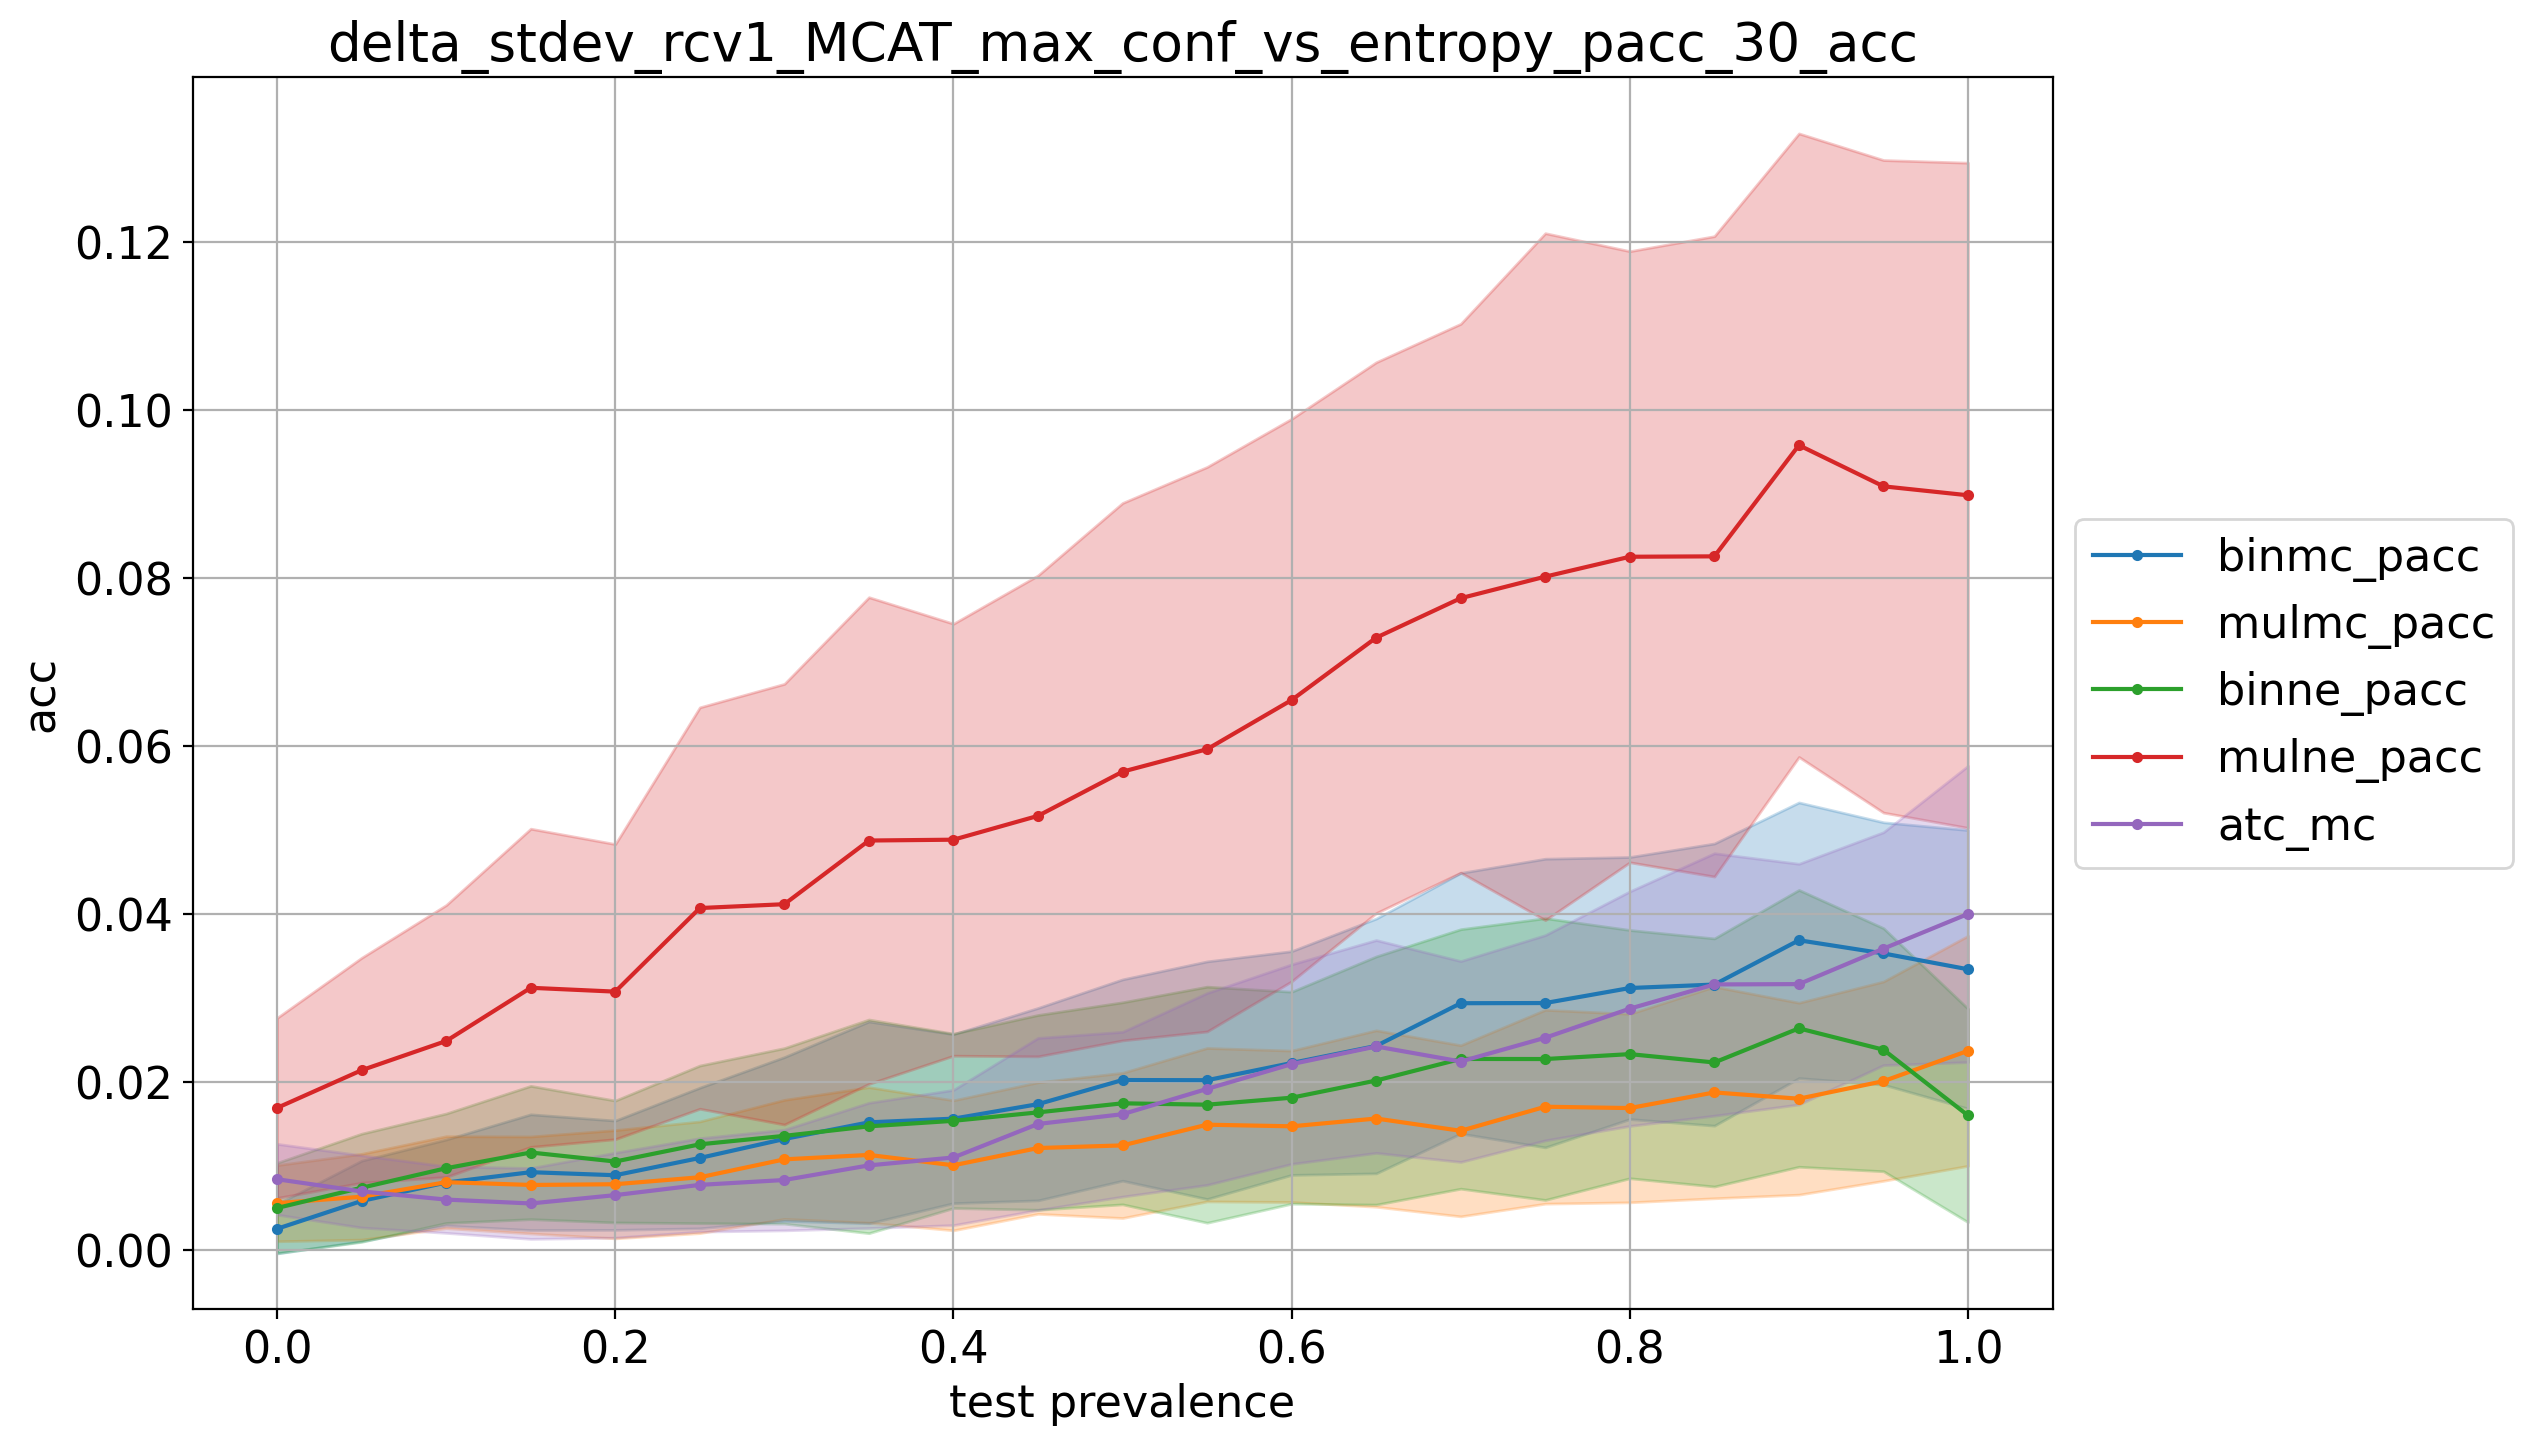 delta_stdev_rcv1_MCAT_max_conf_vs_entropy_pacc_30_acc
0.12
0.10
0.08
0.06
0.04
0.02
0.00
acc
0.0 0.2 0.4 0.6 0.8 1.0
test prevalence
binmc_pacc
mulmc_pacc
binne_pacc
mulne_pacc
atc_mc